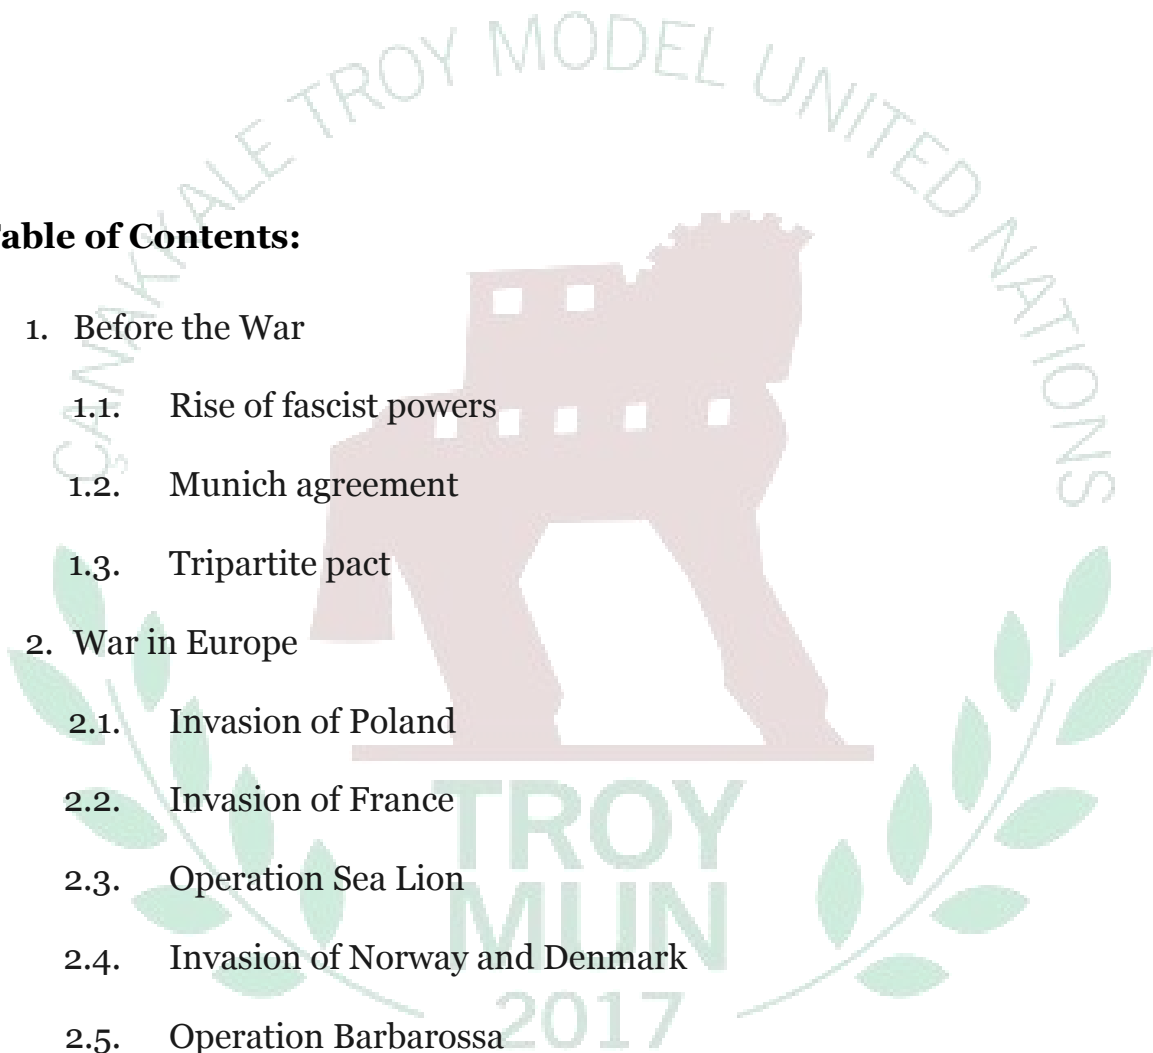 ÇANAKKALE TROY MODEL UNITED NATIONS
able of Contents:
1. Before the War
1.1. Rise of fascist powers
1.2. Munich agreement
1.3. Tripartite pact
2. War in Europe
2.1. Invasion of Poland
2.2. Invasion of France
2.3. Operation Sea Lion
2.4. Invasion of Norway and Denmark
2.5. Operation Barbarossa
TROY
MUN
2017